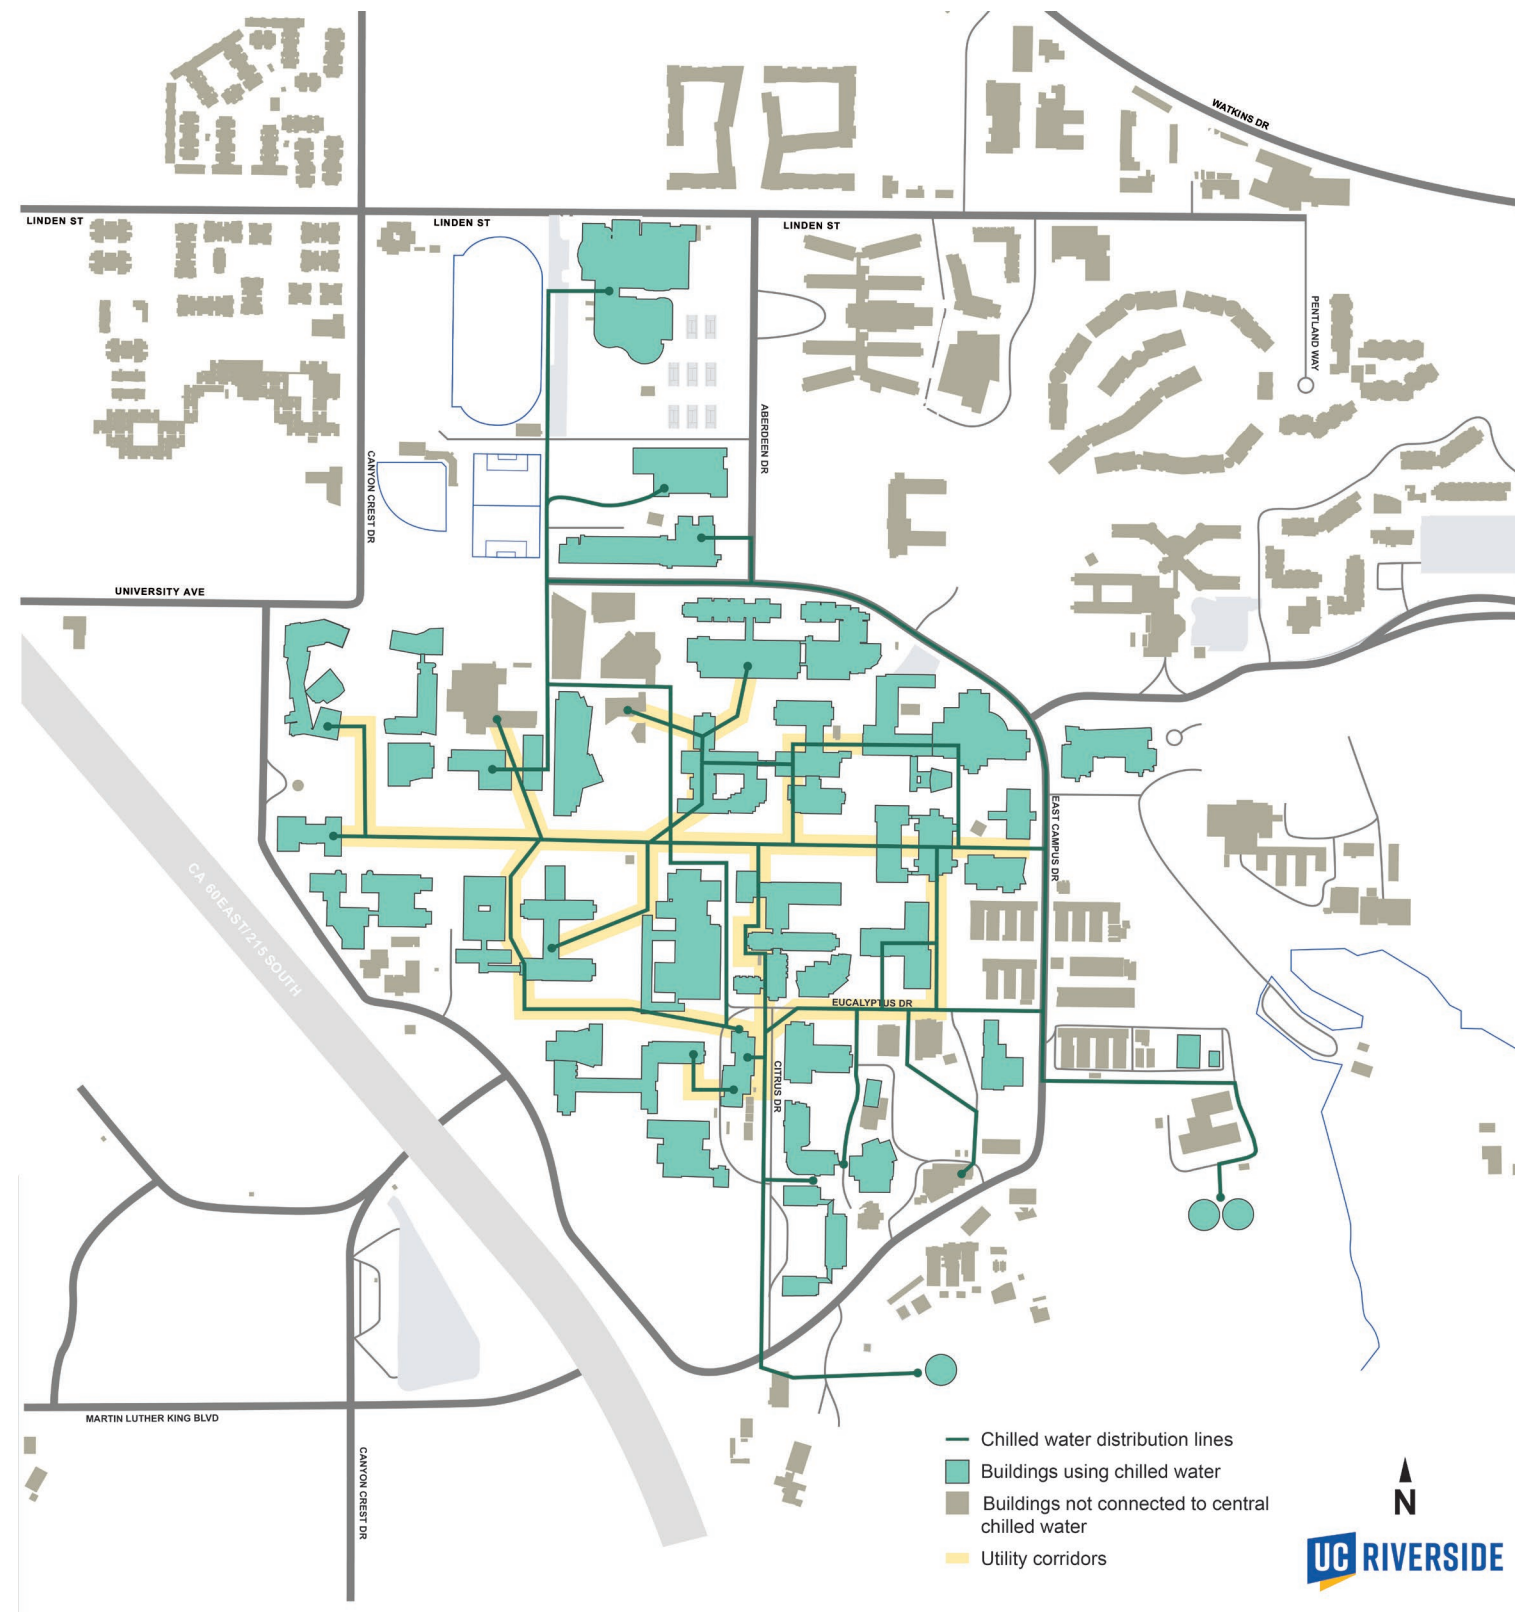 WATKINS DR
LINDEN ST
LINDEN ST
LINDEN ST
PENTLAND WAY
ABERDEEN DR
CANYON CREST DR
UNIVERSITY AVE
EAST CAMPUS DR
CA 60EAST/215 SOUTH
EUCALYPTUS DR
CITRUS DR
MARTIN LUTHER KING BLVD
CANYON CREST DR
Chilled water distribution lines
Buildings using chilled water
Buildings not connected to central
chilled water
Utility corridors
N
UC RIVERSIDE